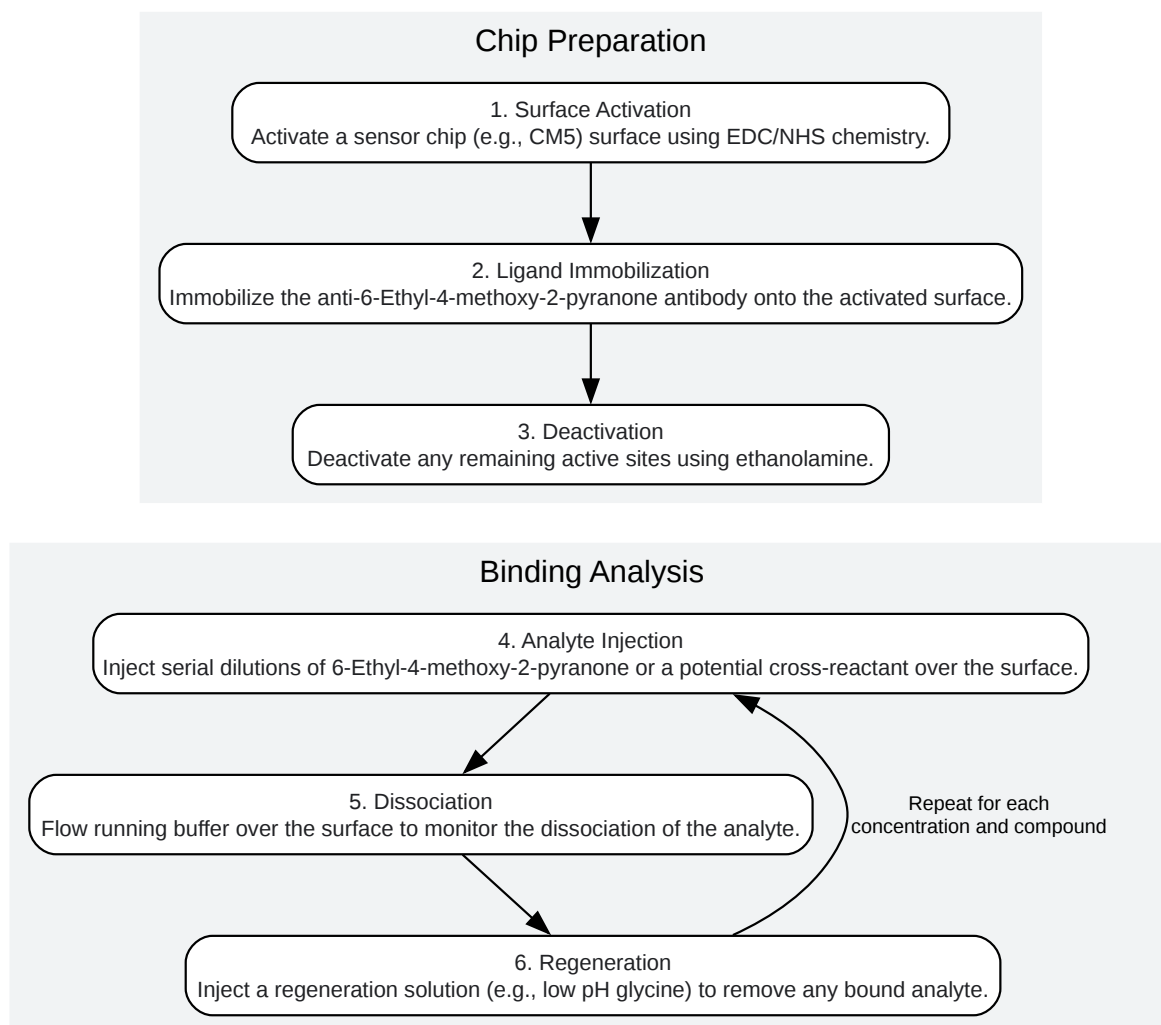 Chip Preparation
1. Surface Activation
Activate a sensor chip (e.g., CM5) surface using EDC/NHS chemistry.
2. Ligand Immobilization
Immobilize the anti-6-Ethyl-4-methoxy-2-pyranone antibody onto the activated surface.
3. Deactivation
Deactivate any remaining active sites using ethanolamine.
Binding Analysis
4. Analyte Injection
Inject serial dilutions of 6-Ethyl-4-methoxy-2-pyranone or a potential cross-reactant over the surface.
5. Dissociation
Flow running buffer over the surface to monitor the dissociation of the analyte.
Repeat for each
concentration and compound
6. Regeneration
Inject a regeneration solution (e.g., low pH glycine) to remove any bound analyte.